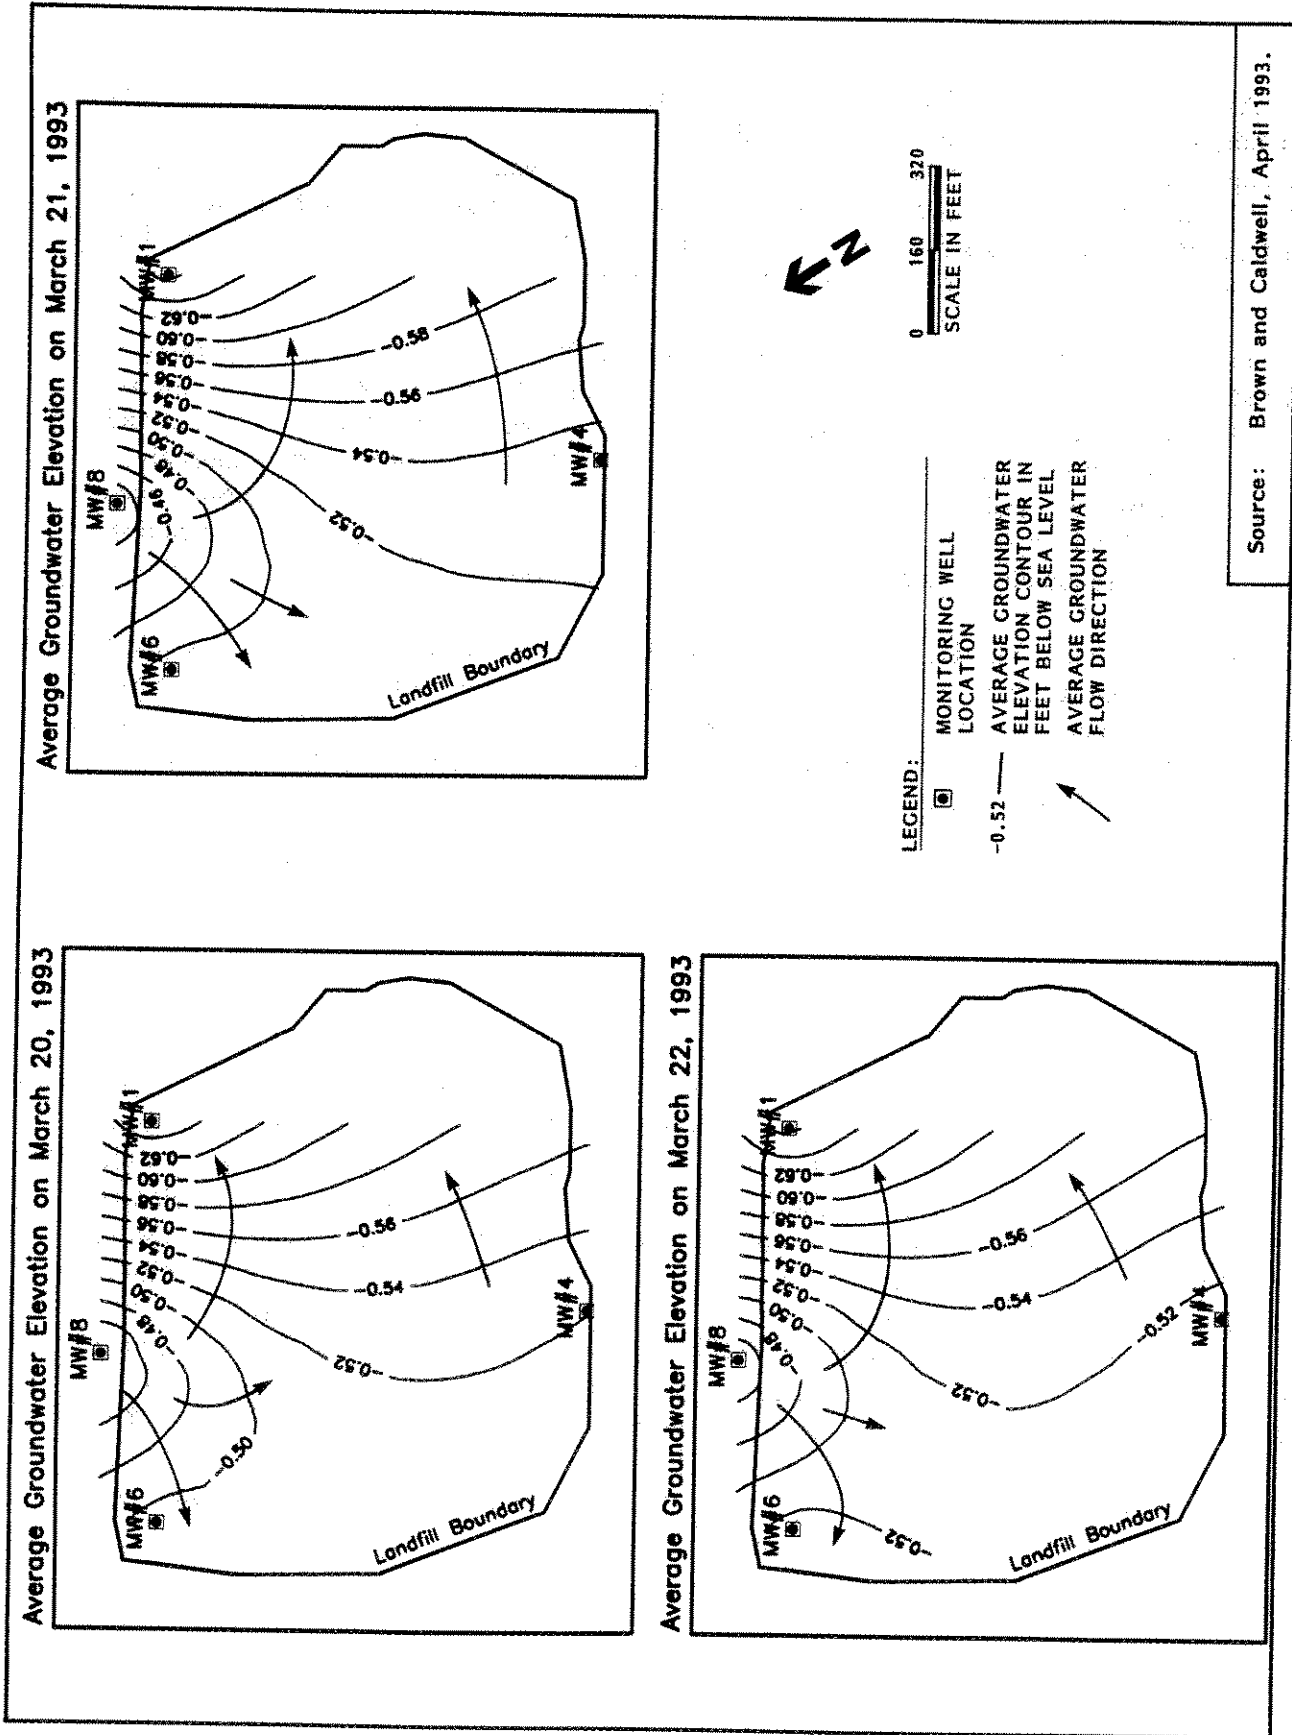 Average Groundwater Elevation on March 20, 1993
MW#6
MW#8
MW#1
MW#4
-0.48
-0.50
-0.52
-0.54
-0.56
-0.58
-0.60
-0.62
-0.50
-0.52
-0.54
-0.56
Landfill Boundary
Average Groundwater Elevation on March 21, 1993
MW#6
MW#8
MW#1
MW#4
-0.46
-0.48
-0.50
-0.52
-0.54
-0.56
-0.58
-0.60
-0.62
-0.52
-0.54
-0.56
-0.58
Landfill Boundary
Average Groundwater Elevation on March 22, 1993
MW#6
MW#8
MW#1
MW#4
-0.48
-0.50
-0.52
-0.54
-0.56
-0.58
-0.60
-0.62
-0.52
-0.52
-0.52
-0.54
-0.56
Landfill Boundary
LEGEND:
MONITORING WELL
LOCATION
-0.52
AVERAGE GROUNDWATER
ELEVATION CONTOUR IN
FEET BELOW SEA LEVEL
AVERAGE GROUNDWATER
FLOW DIRECTION
N
0 160 320
SCALE IN FEET
Source: Brown and Caldwell, April 1993.